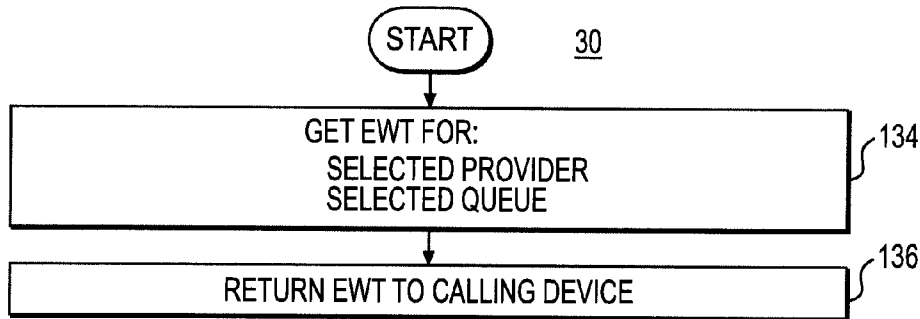 START
30
GET EWT FOR:
SELECTED PROVIDER
SELECTED QUEUE
134
RETURN EWT TO CALLING DEVICE
136